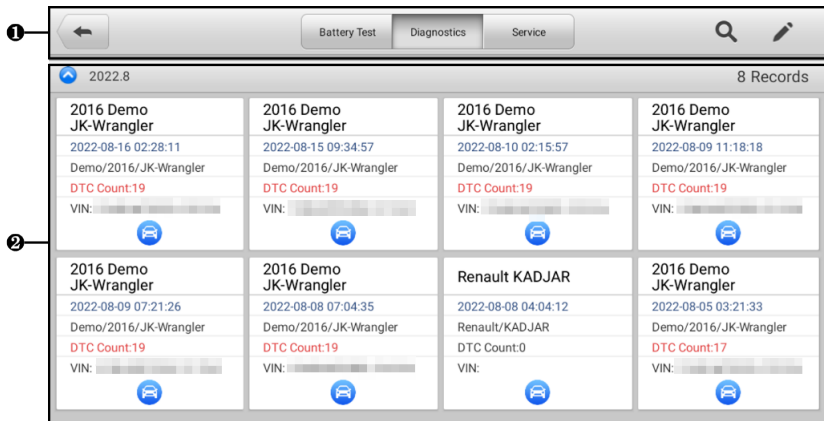 ❶
Battery Test Diagnostics Service
❷
2022.8 8 Records
2016 Demo
JK-Wrangler
2022-08-16 02:28:11
Demo/2016/JK-Wrangler
DTC Count:19
VIN:
2016 Demo
JK-Wrangler
2022-08-15 09:34:57
Demo/2016/JK-Wrangler
DTC Count:19
VIN:
2016 Demo
JK-Wrangler
2022-08-10 02:15:57
Demo/2016/JK-Wrangler
DTC Count:19
VIN:
2016 Demo
JK-Wrangler
2022-08-09 11:18:18
Demo/2016/JK-Wrangler
DTC Count:19
VIN:
2016 Demo
JK-Wrangler
2022-08-09 07:21:26
Demo/2016/JK-Wrangler
DTC Count:19
VIN:
2016 Demo
JK-Wrangler
2022-08-08 07:04:35
Demo/2016/JK-Wrangler
DTC Count:19
VIN:
Renault KADJAR
2022-08-08 04:04:12
Renault/KADJAR
DTC Count:0
VIN:
2016 Demo
JK-Wrangler
2022-08-05 03:21:33
Demo/2016/JK-Wrangler
DTC Count:17
VIN: